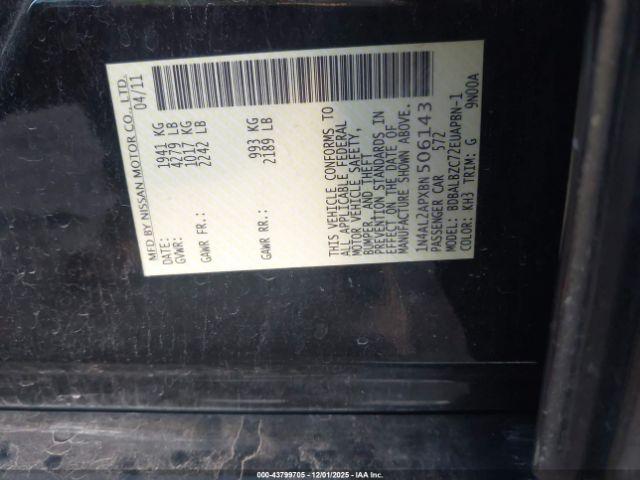 MFD BY NISSAN MOTOR CO., LTD.
DATE: 04/11
GVWR: 1941 KG
4279 LB
GAWR FR.: 1017 KG
2242 LB
GAWR RR.: 993 KG
2189 LB
THIS VEHICLE CONFORMS TO
ALL APPLICABLE FEDERAL
MOTOR VEHICLE SAFETY,
BUMPER, AND THEFT
PREVENTION STANDARDS IN
EFFECT ON THE DATE OF
MANUFACTURE SHOWN ABOVE.
1N4AL2APXBN506143
PASSENGER CAR 572
MODEL: BDBALBZC72EUAPBN-1
COLOR: KH3 TRIM: G 9N00A
000-43799705 - 12/01/2025 - IAA Inc.